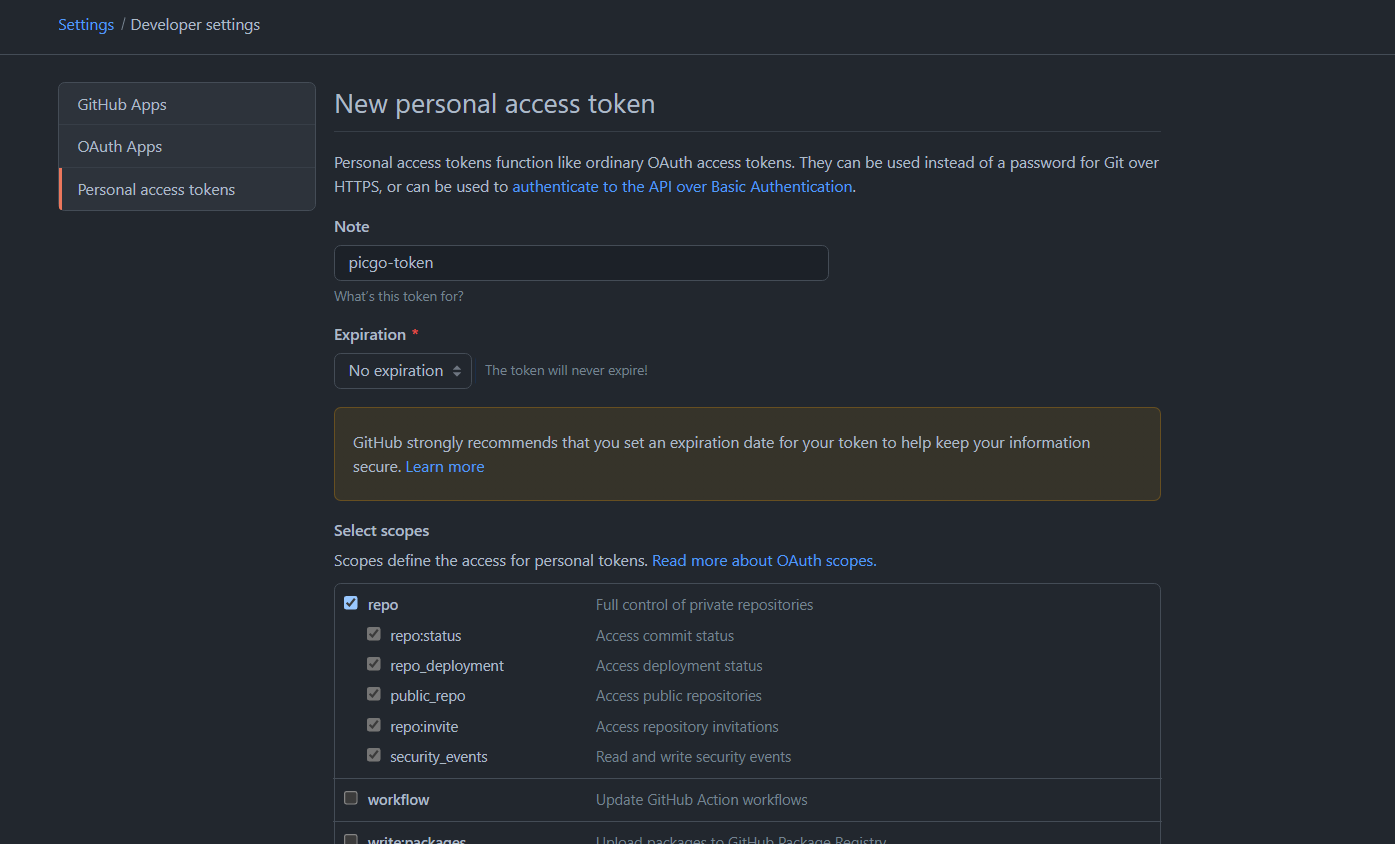 Settings / Developer settings
GitHub Apps
OAuth Apps
Personal access tokens
New personal access token
Personal access tokens function like ordinary OAuth access tokens. They can be used instead of a password for Git over
HTTPS, or can be used to authenticate to the API over Basic Authentication.
Note
picgo-token
What's this token for?
Expiration *
No expiration The token will never expire!
GitHub strongly recommends that you set an expiration date for your token to help keep your information
secure. Learn more
Select scopes
Scopes define the access for personal tokens. Read more about OAuth scopes.
repo Full control of private repositories
repo:status Access commit status
repo_deployment Access deployment status
public_repo Access public repositories
repo:invite Access repository invitations
security_events Read and write security events
workflow Update GitHub Action workflows
write:packages Upload packages to GitHub Package Registry